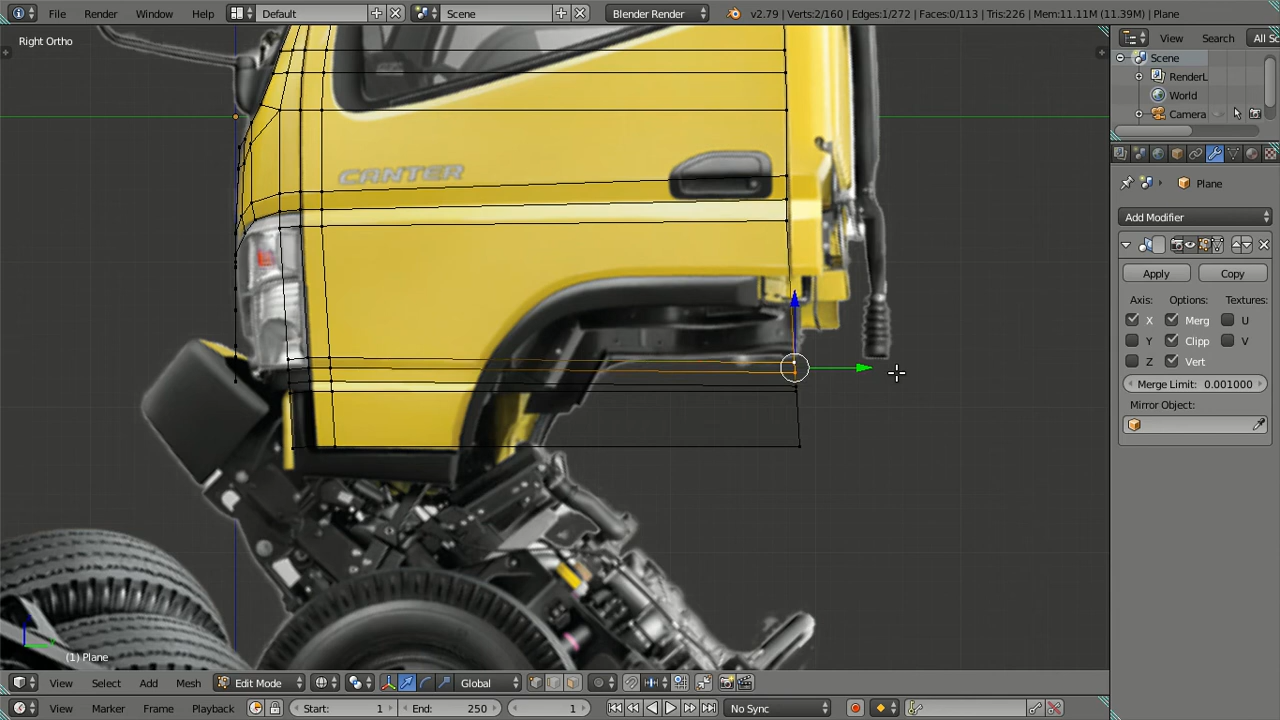 File Render Window Help Default Scene Blender Render v2.79 | Verts:2/160 | Edges:1/272 | Faces:0/113 | Tris:226 | Mem:11.11M (11.39M) | Plane
Right Ortho
View Search All Sc
Scene
RenderL
World
Camera
CANTER
Plane
Add Modifier
Apply Copy
Axis: Options: Textures:
X Merg U
Y Clipp V
Z Vert
Merge Limit: 0.001000
Mirror Object:
(1) Plane
View Select Add Mesh Edit Mode Global
View Marker Frame Playback Start: 1 End: 250 1 No Sync